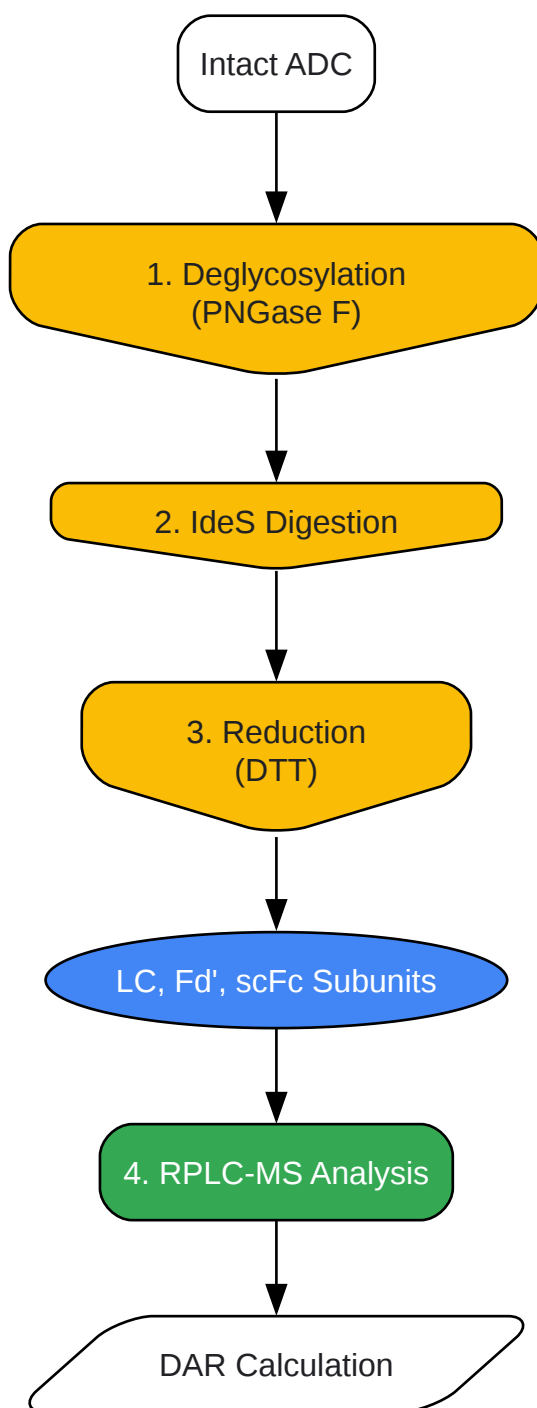 Intact ADC
1. Deglycosylation
(PNGase F)
2. IdeS Digestion
3. Reduction
(DTT)
LC, Fd', scFc Subunits
4. RPLC-MS Analysis
DAR Calculation